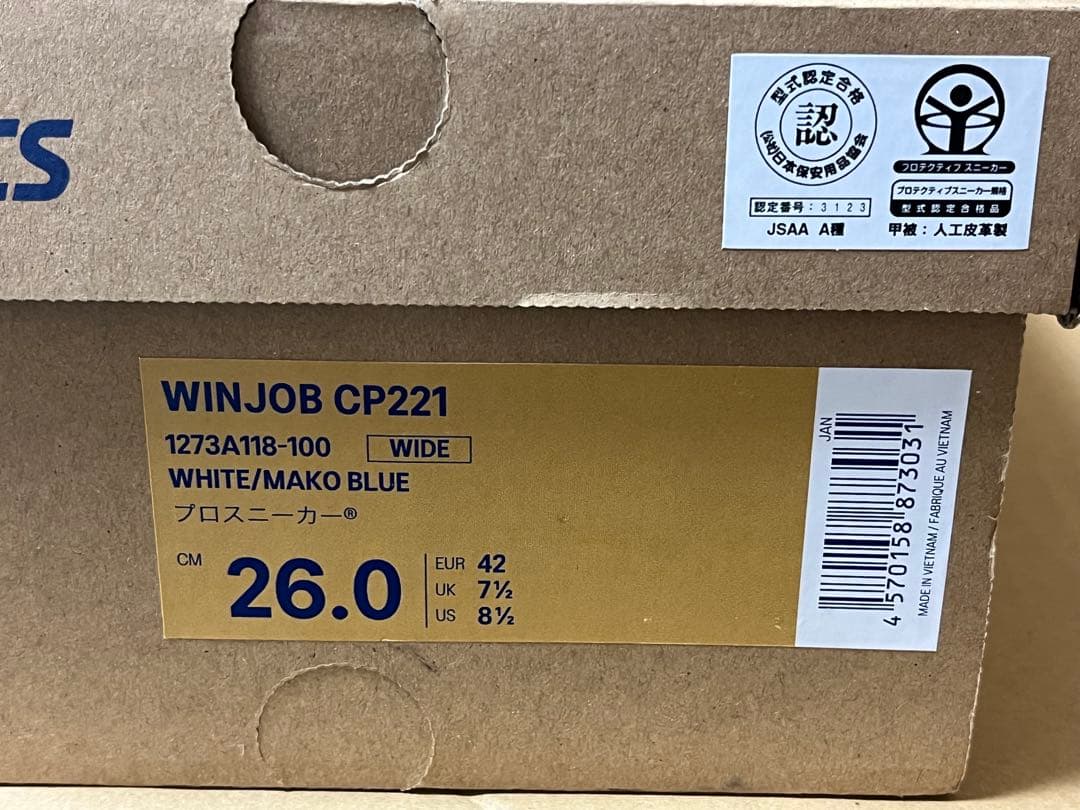 CS
型式認定合格
認
(公社)日本保安用品協会
認定番号：3123
JSAA A種
プロテクティブ スニーカー
プロテクティブスニーカー規格
型式認定合格品
甲被：人工皮革製
WINJOB CP221
1273A118-100 WIDE
WHITE/MAKO BLUE
プロスニーカー®
CM 26.0
EUR 42
UK 7½
US 8½
JAN
4570158873031
MADE IN VIETNAM / FABRIQUE AU VIETNAM